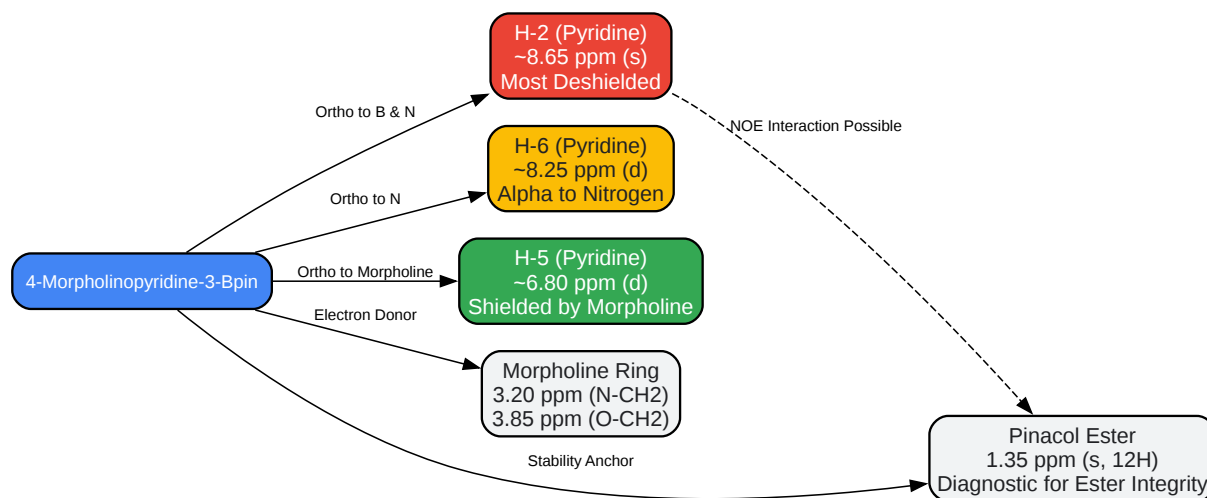 H-2 (Pyridine)
~8.65 ppm (s)
Most Deshielded
Ortho to B & N
NOE Interaction Possible
H-6 (Pyridine)
~8.25 ppm (d)
Alpha to Nitrogen
Ortho to N
4-Morpholinopyridine-3-Bpin
Ortho to Morpholine
H-5 (Pyridine)
~6.80 ppm (d)
Shielded by Morpholine
Electron Donor
Morpholine Ring
3.20 ppm (N-CH2)
3.85 ppm (O-CH2)
Stability Anchor
Pinacol Ester
1.35 ppm (s, 12H)
Diagnostic for Ester Integrity